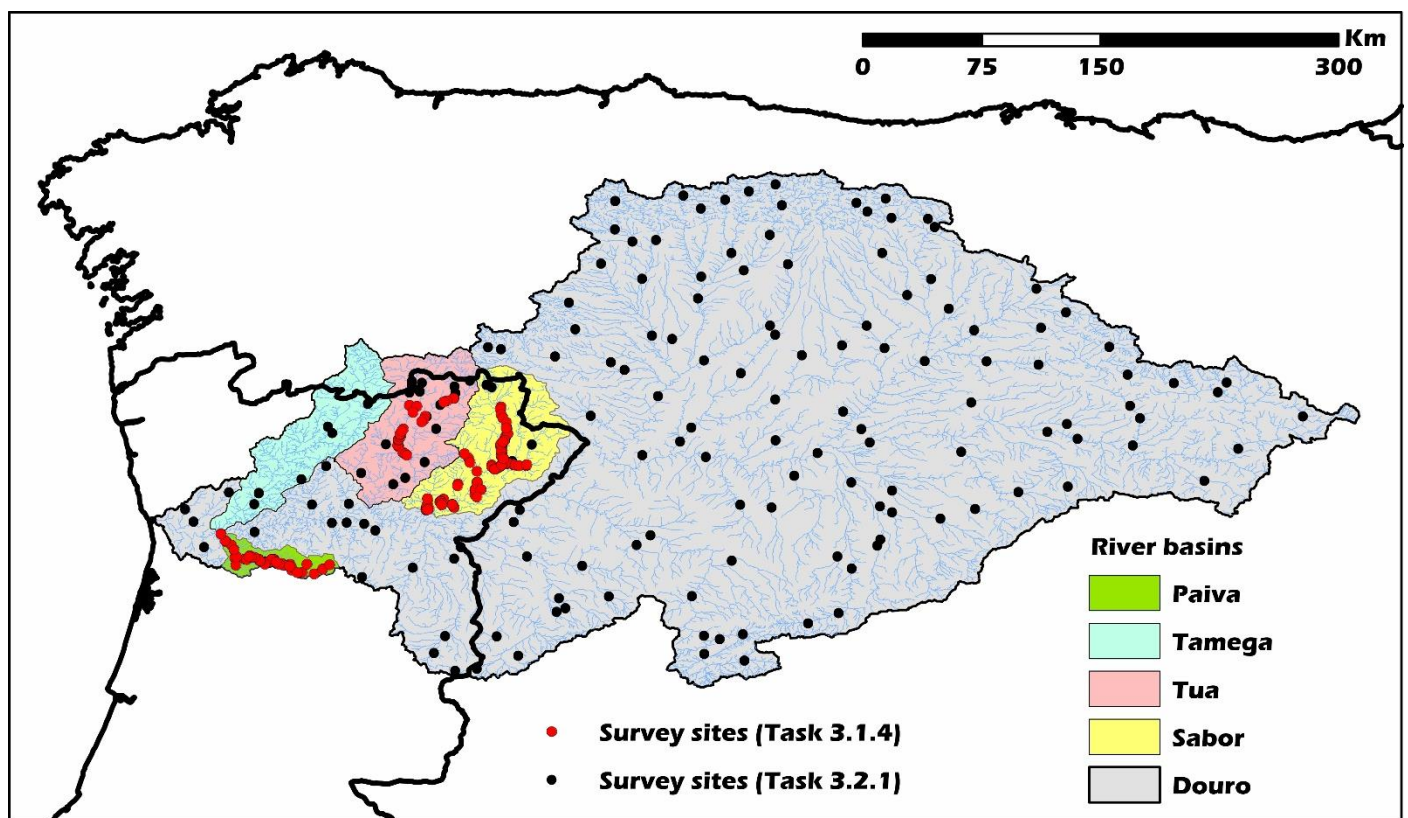 Km
0 75 150 300
River basins
Paiva
Tamega
Tua
Sabor
Douro
Survey sites (Task 3.1.4)
Survey sites (Task 3.2.1)